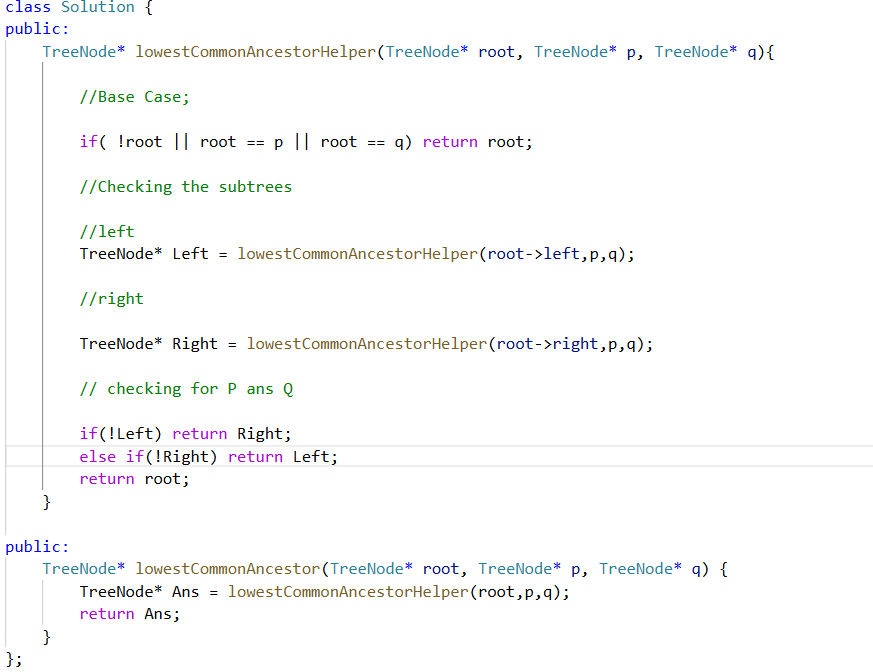 class Solution {
public:
    TreeNode* lowestCommonAncestorHelper(TreeNode* root, TreeNode* p, TreeNode* q){
        //Base Case;
        if( !root || root == p || root == q) return root;
        //Checking the subtrees
        //left
        TreeNode* Left = lowestCommonAncestorHelper(root->left,p,q);
        //right
        TreeNode* Right = lowestCommonAncestorHelper(root->right,p,q);
        // checking for P ans Q
        if(!Left) return Right;
        else if(!Right) return Left;
        return root;
    }
public:
    TreeNode* lowestCommonAncestor(TreeNode* root, TreeNode* p, TreeNode* q) {
        TreeNode* Ans = lowestCommonAncestorHelper(root,p,q);
        return Ans;
    }
};